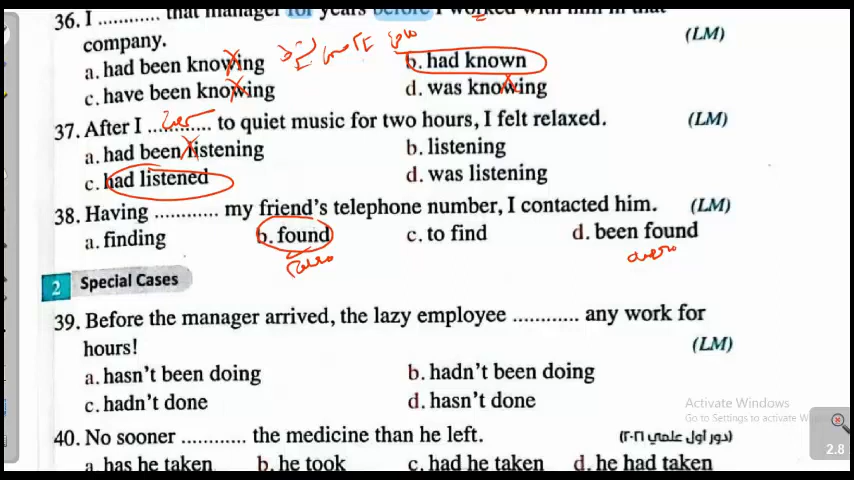 36. I ............ that manager for years before I worked with him in that
company. (LM)
a. had been knowing b. had known
c. have been knowing d. was knowing
37. After I ............ to quiet music for two hours, I felt relaxed. (LM)
a. had been listening b. listening
c. had listened d. was listening
38. Having ............ my friend's telephone number, I contacted him. (LM)
a. finding b. found c. to find d. been found
2 Special Cases
39. Before the manager arrived, the lazy employee ............ any work for
hours! (LM)
a. hasn't been doing b. hadn't been doing
c. hadn't done d. hasn't done
Activate Windows
Go to Settings to activate
40. No sooner ............ the medicine than he left. (دور أول علمي ٢٠٢١)
a. has he taken b. he took c. had he taken d. he had taken
2.8